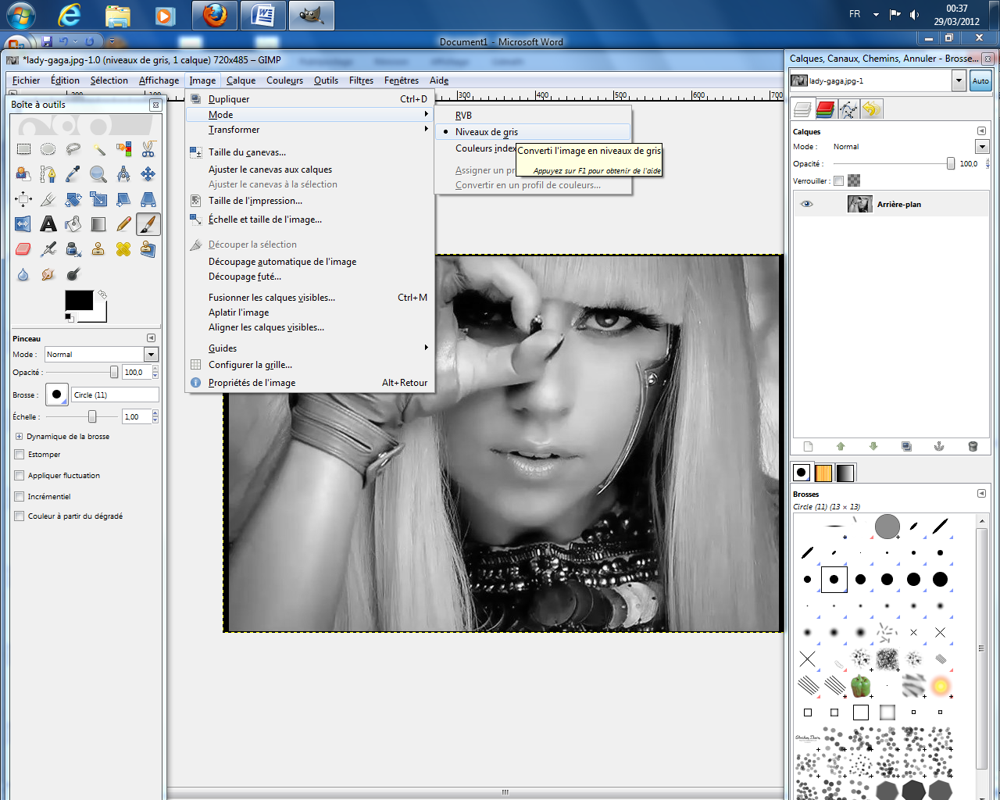 FR
00:37
29/03/2012
Document1 - Microsoft Word
*lady-gaga.jpg-1.0 (niveaux de gris, 1 calque) 720x485 – GIMP
Fichier Édition Sélection Affichage Image Calque Couleurs Outils Filtres Fenêtres Aide
300 400 500 600 700
Boîte à outils
Dupliquer Ctrl+D
Mode
Transformer
Taille du canevas...
Ajuster le canevas aux calques
Ajuster le canevas à la sélection
Taille de l'impression...
Échelle et taille de l'image...
Découper la sélection
Découpage automatique de l'image
Découpage futé...
Fusionner les calques visibles... Ctrl+M
Aplatir l'image
Aligner les calques visibles...
Guides
Configurer la grille...
Propriétés de l'image Alt+Retour
RVB
Niveaux de gris
Couleurs index
Converti l'image en niveaux de gris
Appuyez sur F1 pour obtenir de l'aide
Assigner un pr
Convertir en un profil de couleurs...
Pinceau
Mode : Normal
Opacité : 100,0
Brosse : Circle (11)
Échelle : 1,00
Dynamique de la brosse
Estomper
Appliquer fluctuation
Incrémentiel
Couleur à partir du dégradé
Calques, Canaux, Chemins, Annuler - Brosse...
lady-gaga.jpg-1 Auto
Calques
Mode : Normal
Opacité : 100,0
Verrouiller :
Arrière-plan
Brosses
Circle (11) (13 × 13)